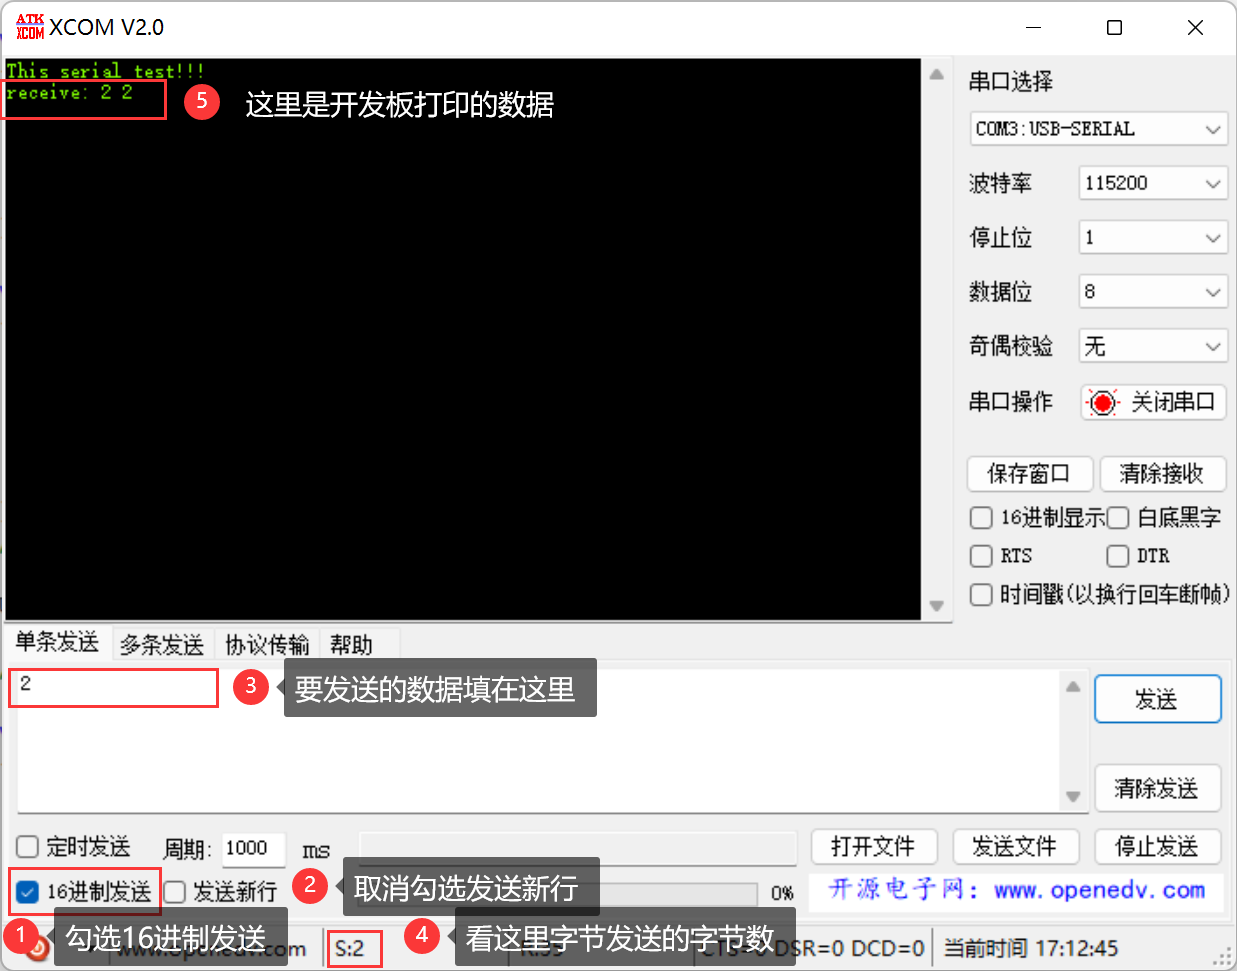 ATK
XCOM
XCOM V2.0
This serial test!!!
receive: 2 2
5
这里是开发板打印的数据
串口选择
COM3:USB-SERIAL
波特率
115200
停止位
1
数据位
8
奇偶校验
无
串口操作
关闭串口
保存窗口
清除接收
16进制显示
白底黑字
RTS
DTR
时间戳(以换行回车断帧)
单条发送
多条发送
协议传输
帮助
2
3
要发送的数据填在这里
发送
清除发送
定时发送
周期:
1000
ms
打开文件
发送文件
停止发送
16进制发送
发送新行
2
取消勾选发送新行
0%
开源电子网: www.openedv.com
1
勾选16进制发送
www.openedv.com
S:2
4
看这里字节发送的字节数
DSR=0 DCD=0
当前时间 17:12:45